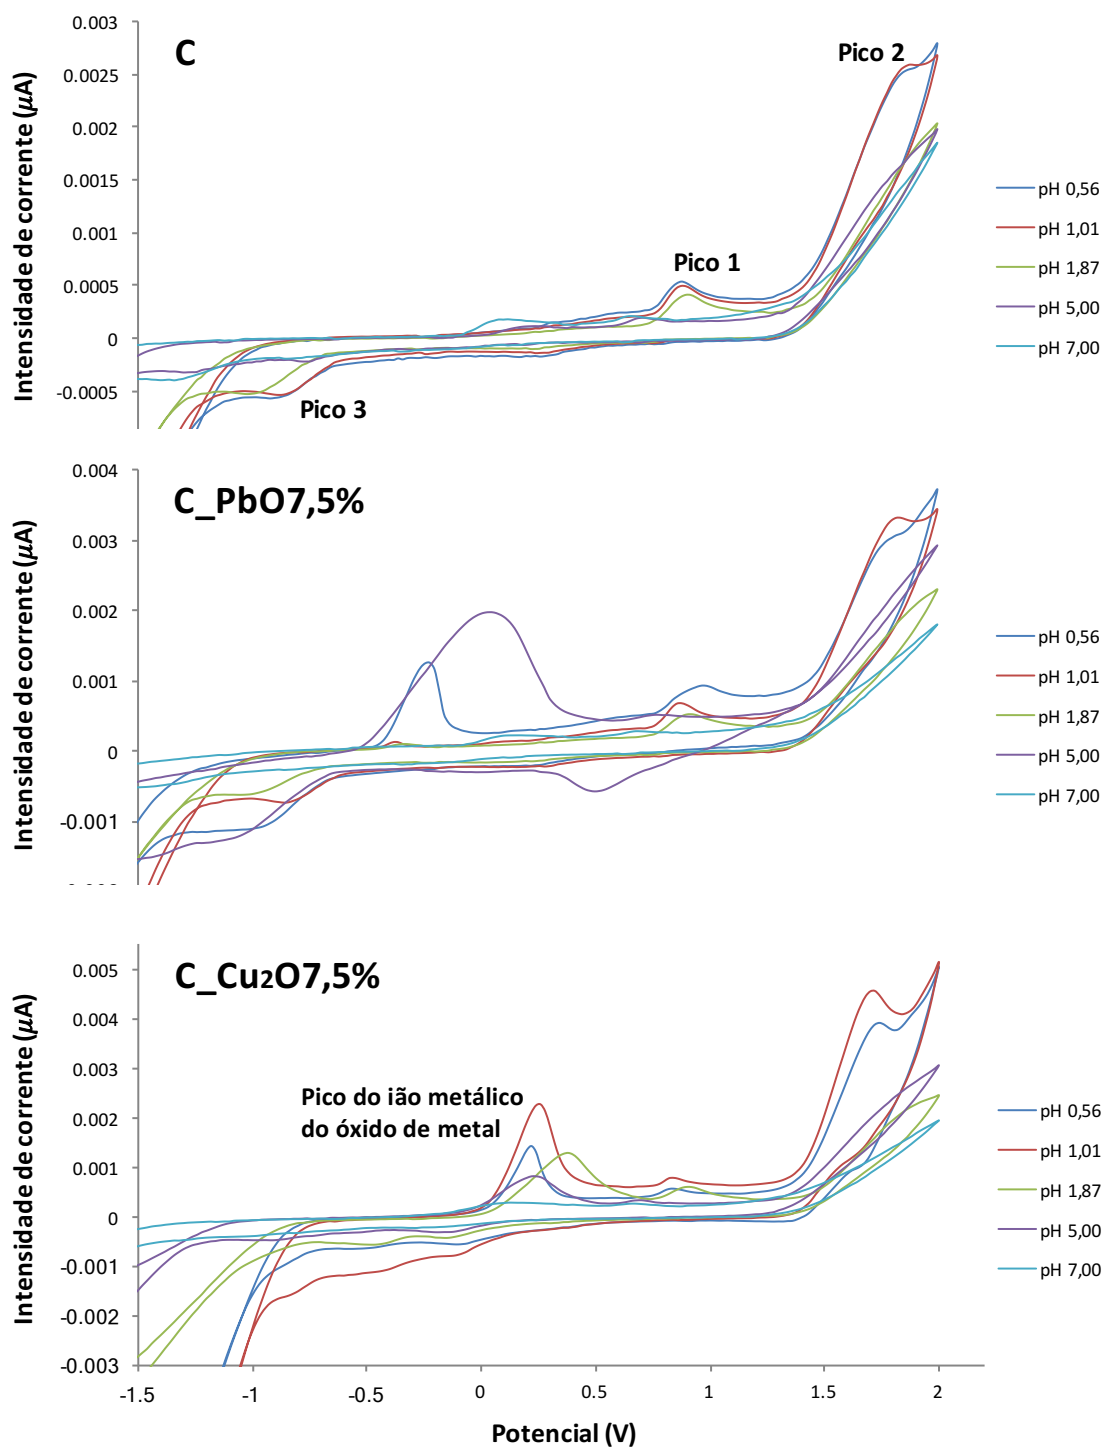 C
Pico 2
Pico 1
Pico 3
Intensidade de corrente (µA)
0.003
0.0025
0.002
0.0015
0.001
0.0005
0
-0.0005
pH 0,56
pH 1,01
pH 1,87
pH 5,00
pH 7,00
C_PbO7,5%
Intensidade de corrente (µA)
0.004
0.003
0.002
0.001
0
-0.001
pH 0,56
pH 1,01
pH 1,87
pH 5,00
pH 7,00
C_Cu₂O7,5%
Pico do ião metálico
do óxido de metal
Intensidade de corrente (µA)
0.005
0.004
0.003
0.002
0.001
0
-0.001
-0.002
-0.003
pH 0,56
pH 1,01
pH 1,87
pH 5,00
pH 7,00
-1.5 -1 -0.5 0 0.5 1 1.5 2
Potencial (V)